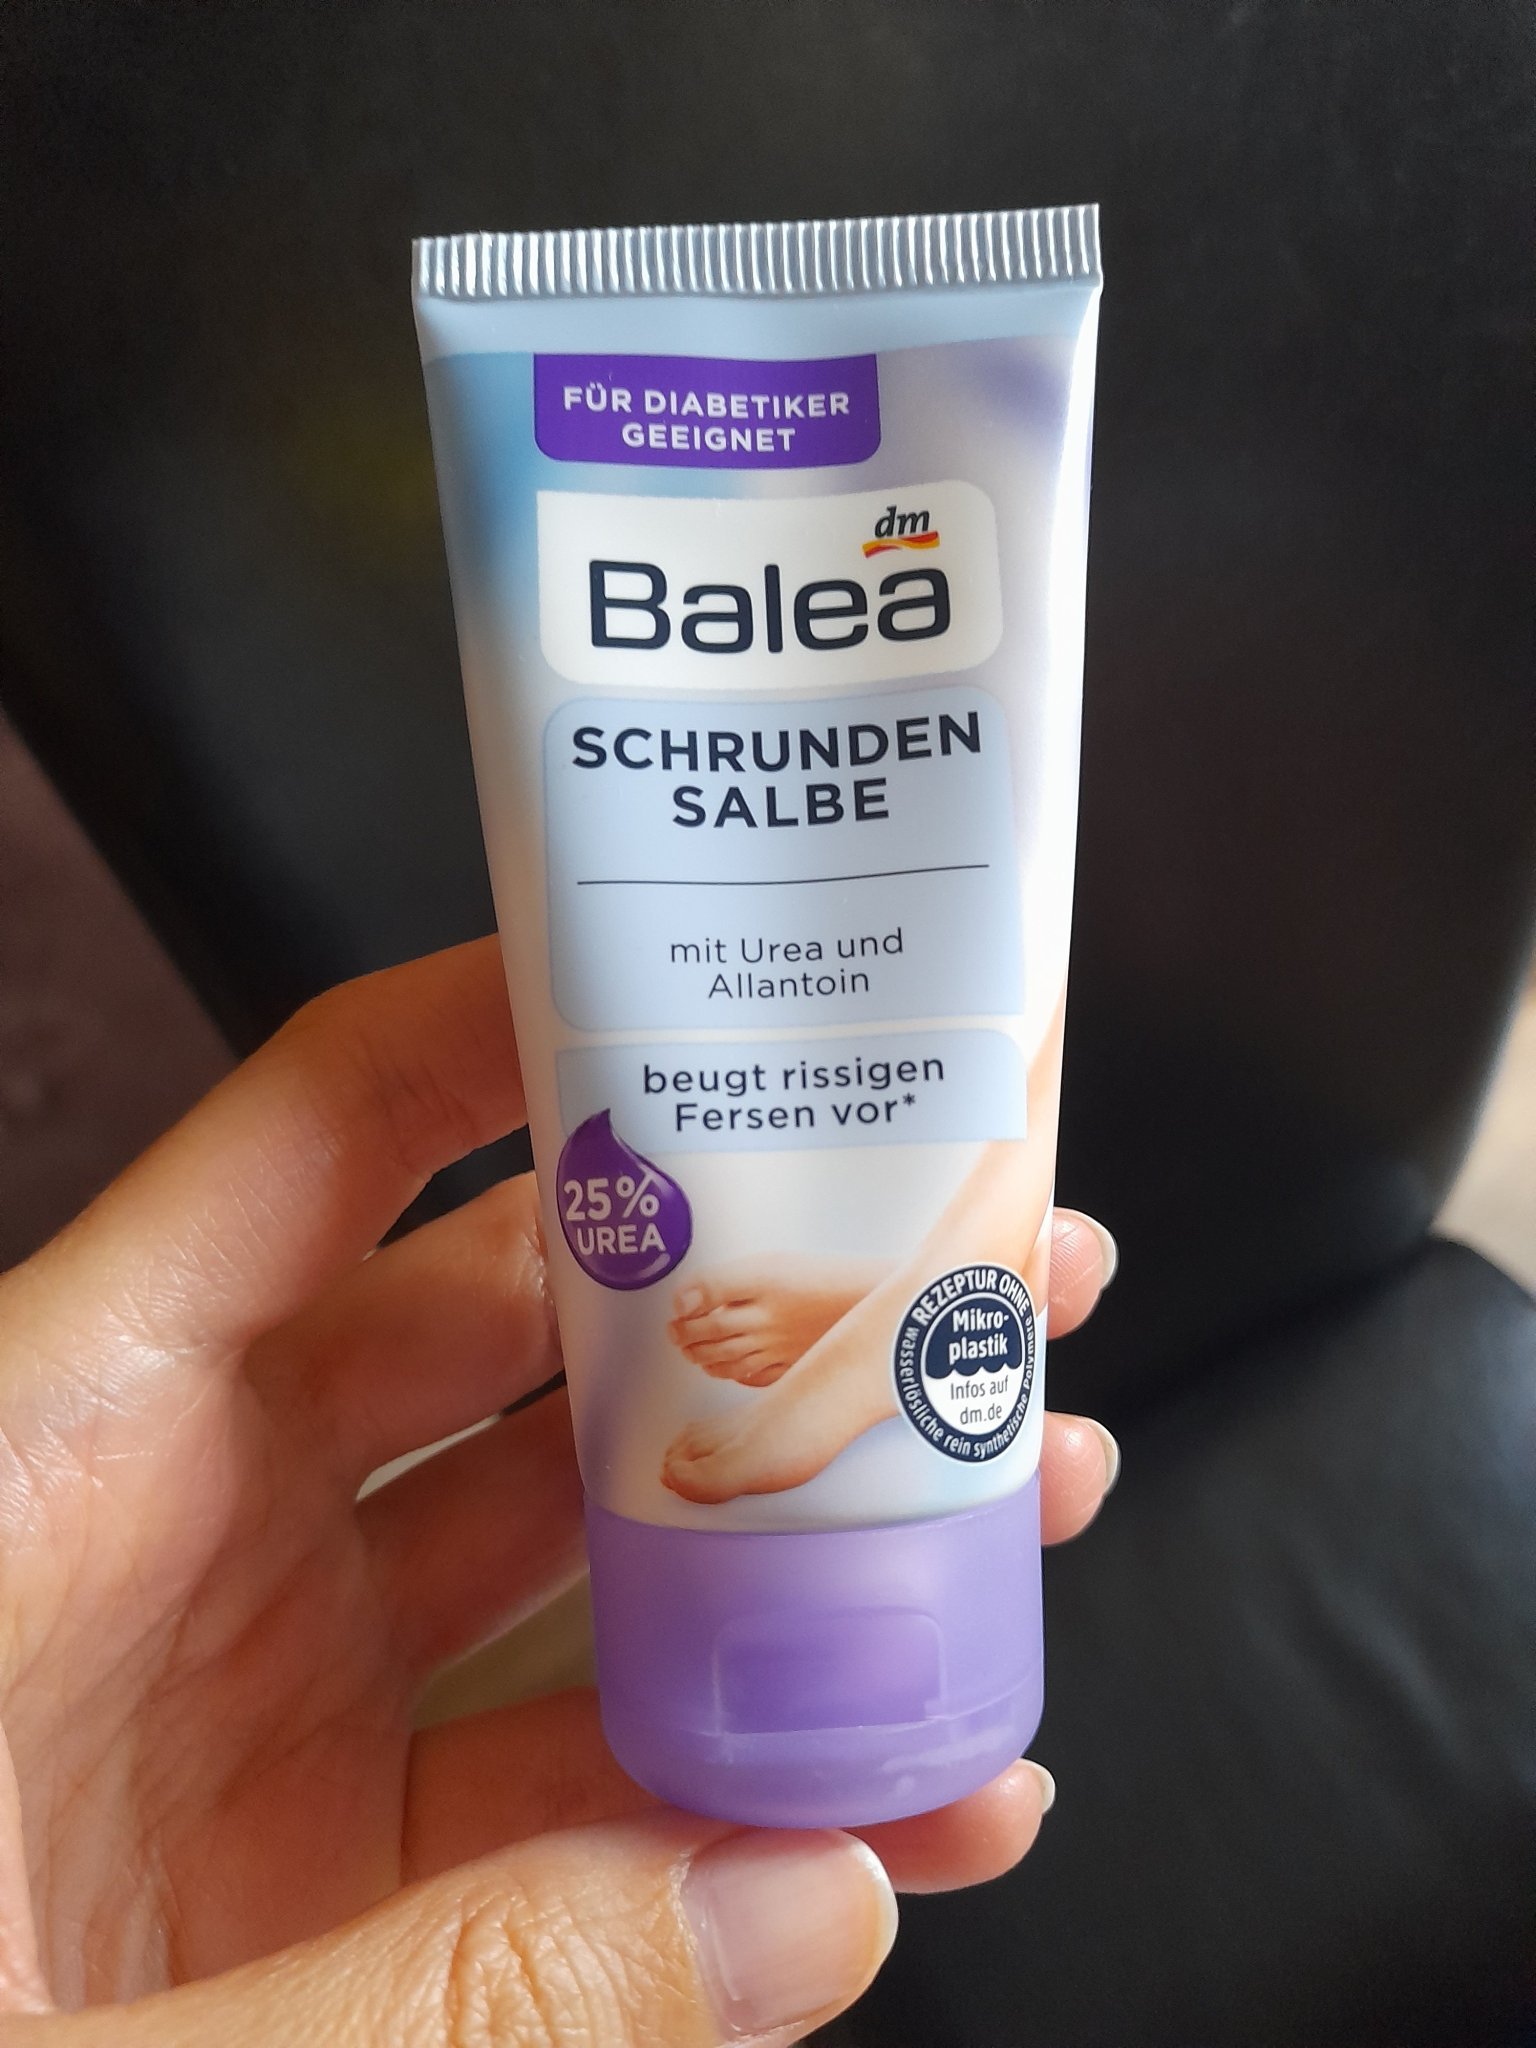 FÜR DIABETIKER
GEEIGNET
dm
Balea
SCHRUNDEN
SALBE
mit Urea und
Allantoin
beugt rissigen
Fersen vor*
25%
UREA
REZEPTUR OHNE
Mikro-
plastik
Infos auf
dm.de
wasserlösliche rein synthetische Polymere